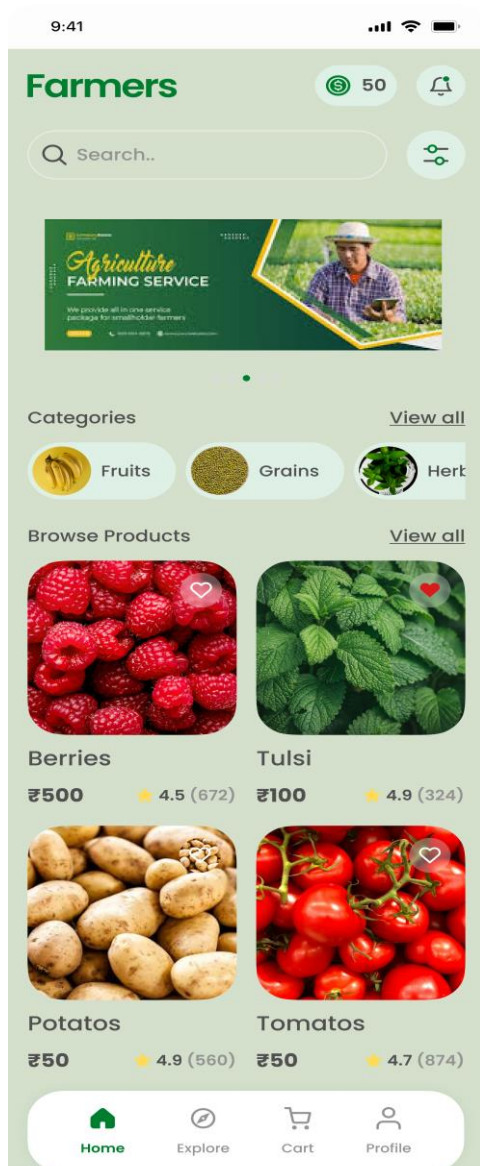 9:41
Farmers
50
Search..
Agriculture
FARMING SERVICE
We provide all in one service
package for smallholder farmers
Categories View all
Fruits Grains Herb
Browse Products View all
Berries Tulsi
₹500 4.5 (672) ₹100 4.9 (324)
Potatos Tomatos
₹50 4.9 (560) ₹50 4.7 (874)
Home Explore Cart Profile